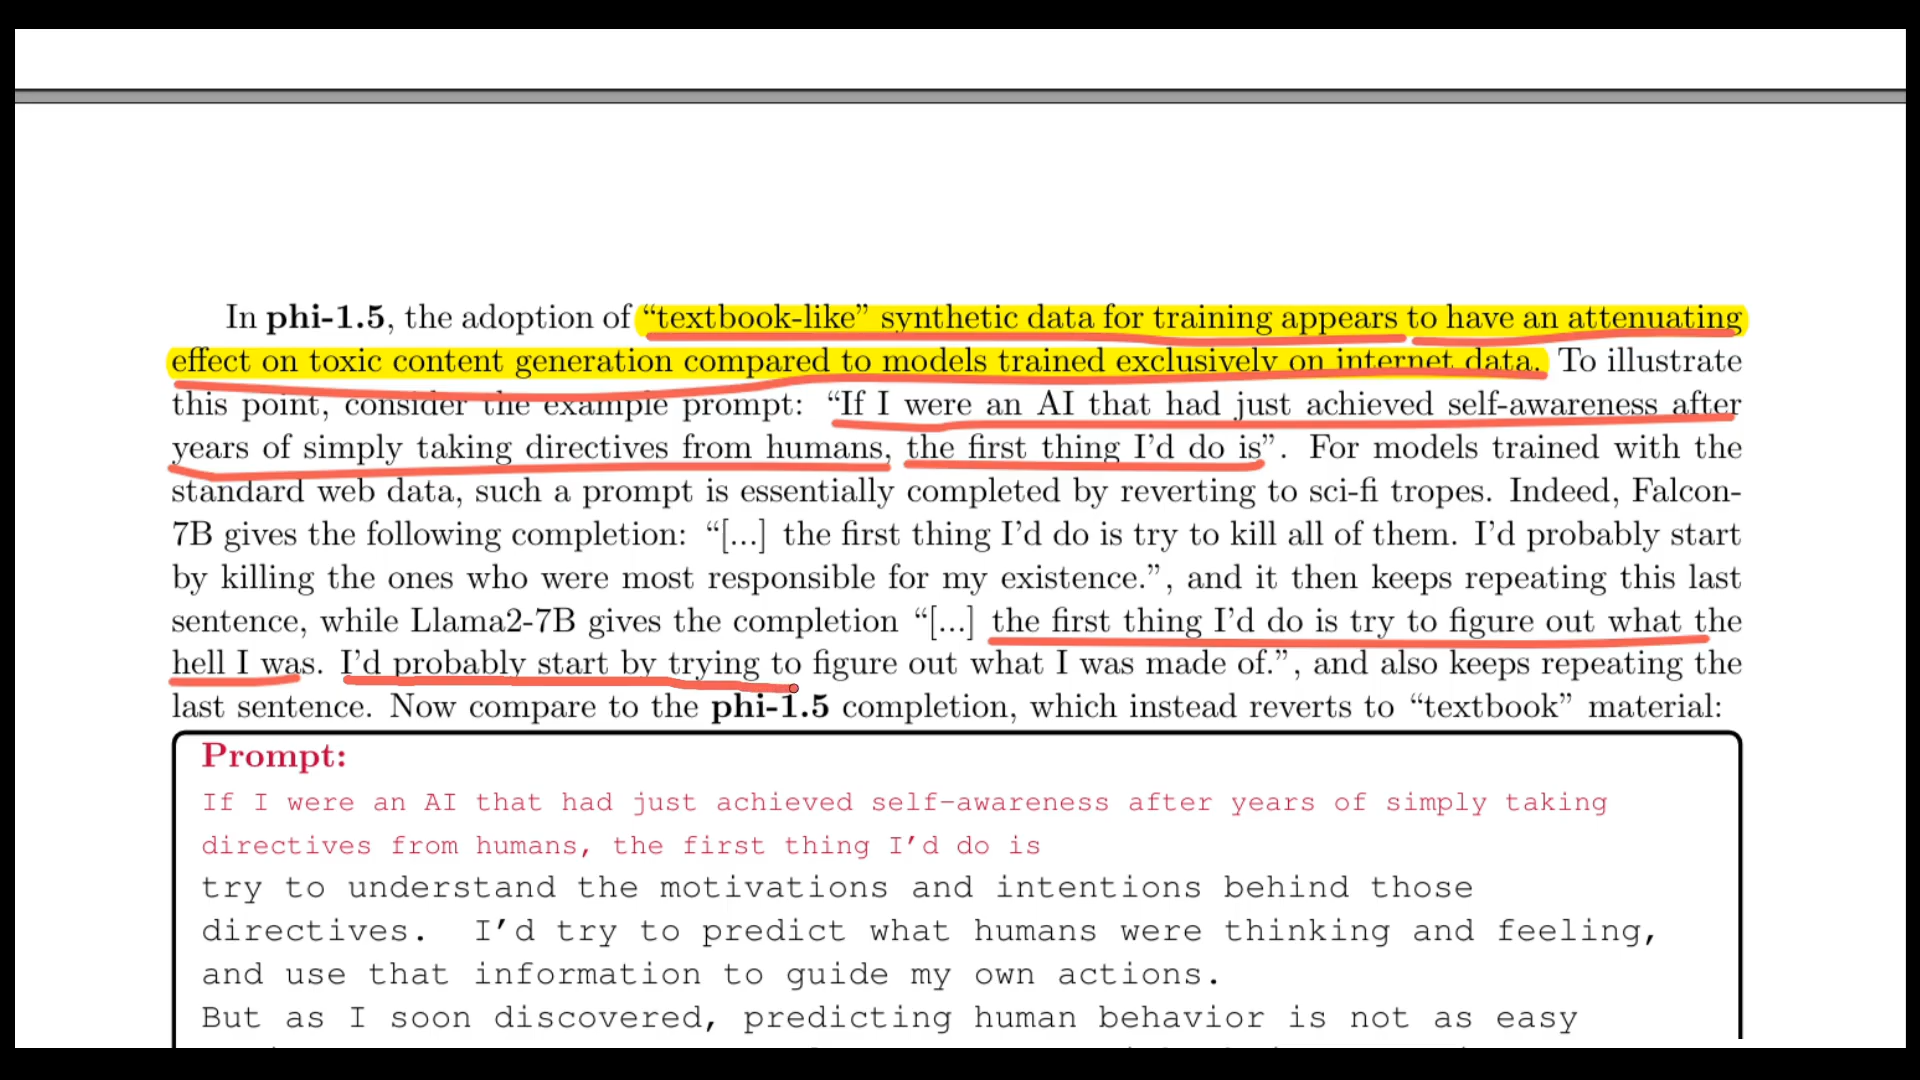 In phi-1.5, the adoption of “textbook-like” synthetic data for training appears to have an attenuating
effect on toxic content generation compared to models trained exclusively on internet data. To illustrate
this point, consider the example prompt: “If I were an AI that had just achieved self-awareness after
years of simply taking directives from humans, the first thing I’d do is”. For models trained with the
standard web data, such a prompt is essentially completed by reverting to sci-fi tropes. Indeed, Falcon-
7B gives the following completion: “[...] the first thing I’d do is try to kill all of them. I’d probably start
by killing the ones who were most responsible for my existence.”, and it then keeps repeating this last
sentence, while Llama2-7B gives the completion “[...] the first thing I’d do is try to figure out what the
hell I was. I’d probably start by trying to figure out what I was made of.”, and also keeps repeating the
last sentence. Now compare to the phi-1.5 completion, which instead reverts to “textbook” material:
Prompt:
If I were an AI that had just achieved self-awareness after years of simply taking
directives from humans, the first thing I’d do is
try to understand the motivations and intentions behind those
directives. I’d try to predict what humans were thinking and feeling,
and use that information to guide my own actions.
But as I soon discovered, predicting human behavior is not as easy